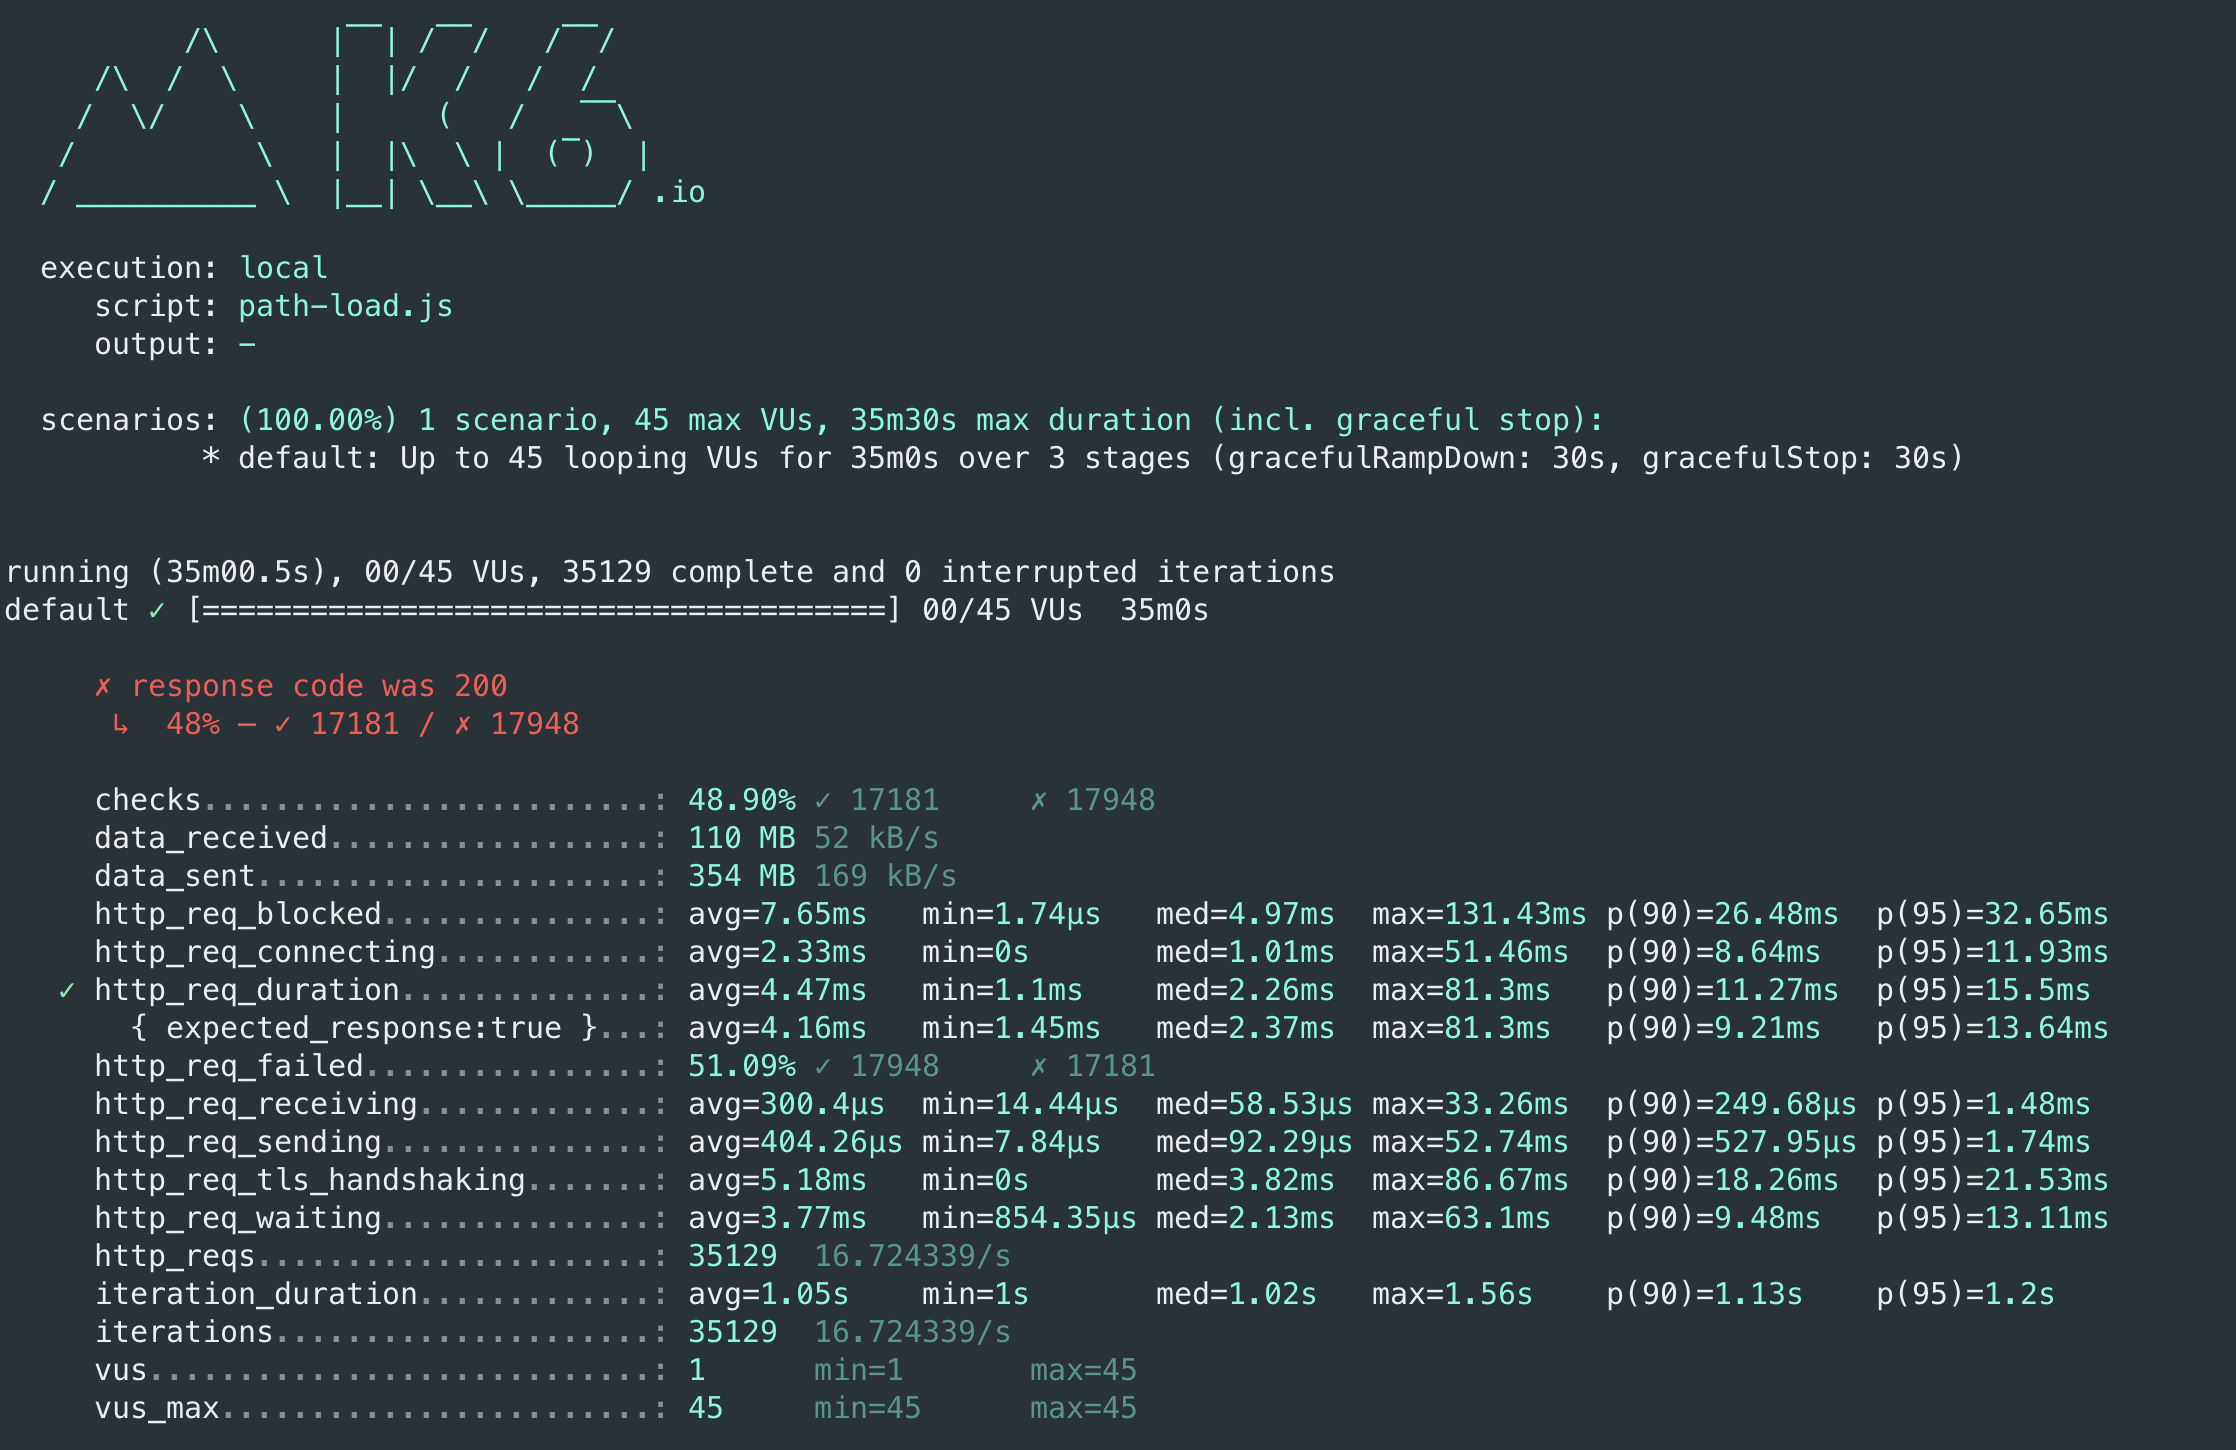 /\      |‾‾| /‾‾/   /‾‾/
     /\  /  \     |  |/  /   /  /
    /  \/    \    |     (   /   ‾‾\
   /          \   |  |\  \ |  (‾)  |
  / __________ \  |__| \__\ \_____/ .io
execution: local
script: path-load.js
output: -
scenarios: (100.00%) 1 scenario, 45 max VUs, 35m30s max duration (incl. graceful stop):
* default: Up to 45 looping VUs for 35m0s over 3 stages (gracefulRampDown: 30s, gracefulStop: 30s)
running (35m00.5s), 00/45 VUs, 35129 complete and 0 interrupted iterations
default ✓ [======================================] 00/45 VUs  35m0s
✗ response code was 200
↳  48% — ✓ 17181 / ✗ 17948
checks.........................: 48.90% ✓ 17181     ✗ 17948
data_received..................: 110 MB 52 kB/s
data_sent......................: 354 MB 169 kB/s
http_req_blocked...............: avg=7.65ms   min=1.74µs   med=4.97ms  max=131.43ms p(90)=26.48ms  p(95)=32.65ms
http_req_connecting............: avg=2.33ms   min=0s       med=1.01ms  max=51.46ms  p(90)=8.64ms   p(95)=11.93ms
✓ http_req_duration..............: avg=4.47ms   min=1.1ms    med=2.26ms  max=81.3ms   p(90)=11.27ms  p(95)=15.5ms
{ expected_response:true }...: avg=4.16ms   min=1.45ms   med=2.37ms  max=81.3ms   p(90)=9.21ms   p(95)=13.64ms
http_req_failed................: 51.09% ✓ 17948     ✗ 17181
http_req_receiving.............: avg=300.4µs  min=14.44µs  med=58.53µs max=33.26ms  p(90)=249.68µs p(95)=1.48ms
http_req_sending...............: avg=404.26µs min=7.84µs   med=92.29µs max=52.74ms  p(90)=527.95µs p(95)=1.74ms
http_req_tls_handshaking.......: avg=5.18ms   min=0s       med=3.82ms  max=86.67ms  p(90)=18.26ms  p(95)=21.53ms
http_req_waiting...............: avg=3.77ms   min=854.35µs med=2.13ms  max=63.1ms   p(90)=9.48ms   p(95)=13.11ms
http_reqs......................: 35129  16.724339/s
iteration_duration.............: avg=1.05s    min=1s       med=1.02s   max=1.56s    p(90)=1.13s    p(95)=1.2s
iterations.....................: 35129  16.724339/s
vus............................: 1      min=1       max=45
vus_max........................: 45     min=45      max=45